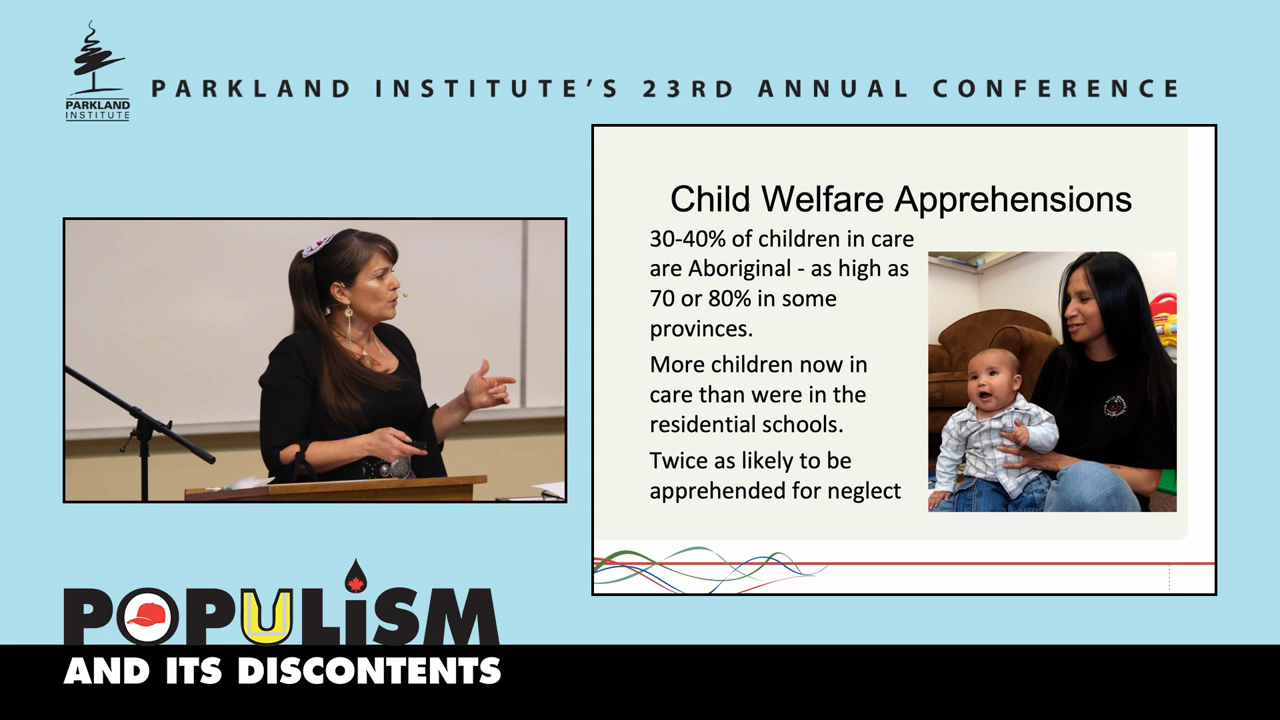 PARKLAND
INSTITUTE
PARKLAND INSTITUTE'S 23RD ANNUAL CONFERENCE
Child Welfare Apprehensions
30-40% of children in care
are Aboriginal - as high as
70 or 80% in some
provinces.
More children now in
care than were in the
residential schools.
Twice as likely to be
apprehended for neglect
POPULiSM
AND ITS DISCONTENTS